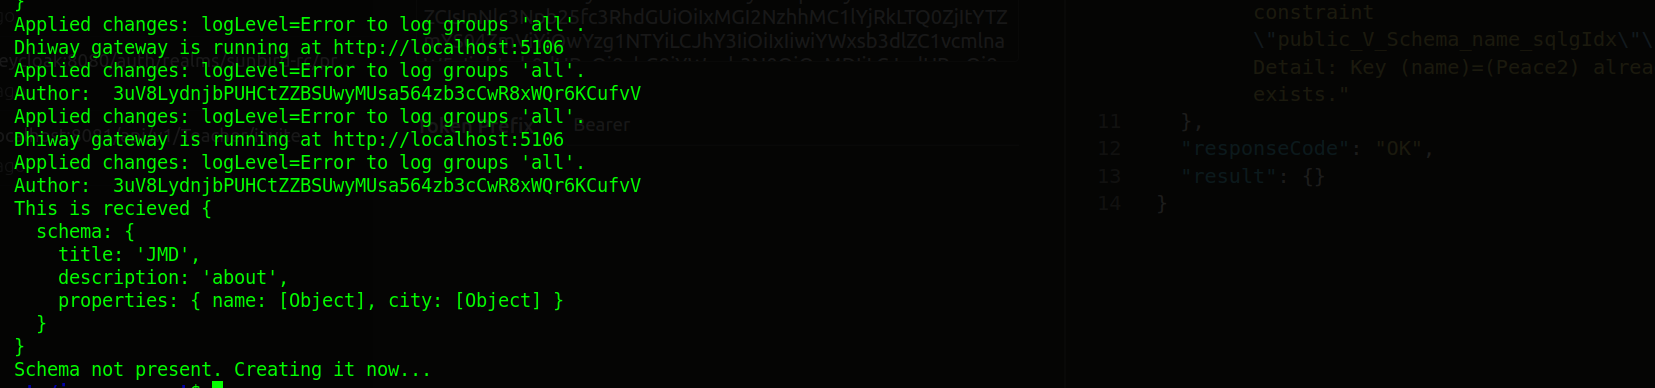 }
Applied changes: logLevel=Error to log groups 'all'.
Dhiway gateway is running at http://localhost:5106
Applied changes: logLevel=Error to log groups 'all'.
Author:  3uV8LydnjbPUHCtZZBSUwyMUsa564zb3cCwR8xWQr6KCufvV
Applied changes: logLevel=Error to log groups 'all'.
Dhiway gateway is running at http://localhost:5106
Applied changes: logLevel=Error to log groups 'all'.
Author:  3uV8LydnjbPUHCtZZBSUwyMUsa564zb3cCwR8xWQr6KCufvV
This is recieved {
  schema: {
    title: 'JMD',
    description: 'about',
    properties: { name: [Object], city: [Object] }
  }
}
Schema not present. Creating it now...
Bearer
constraint
\"public_V_Schema_name_sqlgIdx\"\
Detail: Key (name)=(Peace2) alrea
exists."
11 },
12 "responseCode": "OK",
13 "result": {}
14 }